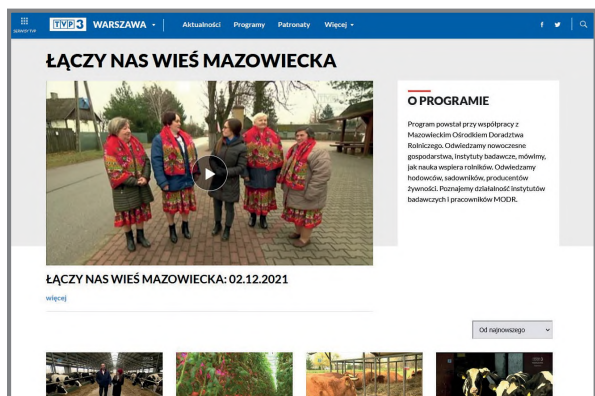 SERWISY TVP
TVP 3 WARSZAWA
Aktualności Programy Patronaty Więcej
ŁĄCZY NAS WIEŚ MAZOWIECKA
O PROGRAMIE
Program powstał przy współpracy z
Mazowieckim Ośrodkiem Doradztwa
Rolniczego. Odwiedzamy nowoczesne
gospodarstwa, instytuty badawcze, mówimy,
jak nauka wspiera rolników. Odwiedzamy
hodowców, sadowników, producentów
żywności. Poznajemy działalność instytutów
badawczych i pracowników MODR.
ŁĄCZY NAS WIEŚ MAZOWIECKA: 02.12.2021
więcej
Od najnowszego